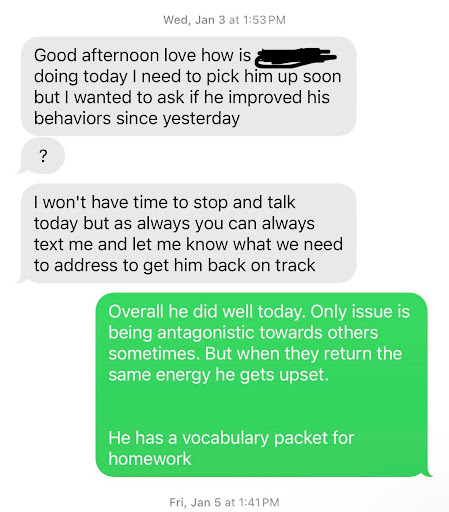 Wed, Jan 3 at 1:53 PM
Good afternoon love how is
doing today I need to pick him up soon
but I wanted to ask if he improved his
behaviors since yesterday
?
I won't have time to stop and talk
today but as always you can always
text me and let me know what we need
to address to get him back on track
Overall he did well today. Only issue is
being antagonistic towards others
sometimes. But when they return the
same energy he gets upset.
He has a vocabulary packet for
homework
Fri, Jan 5 at 1:41 PM